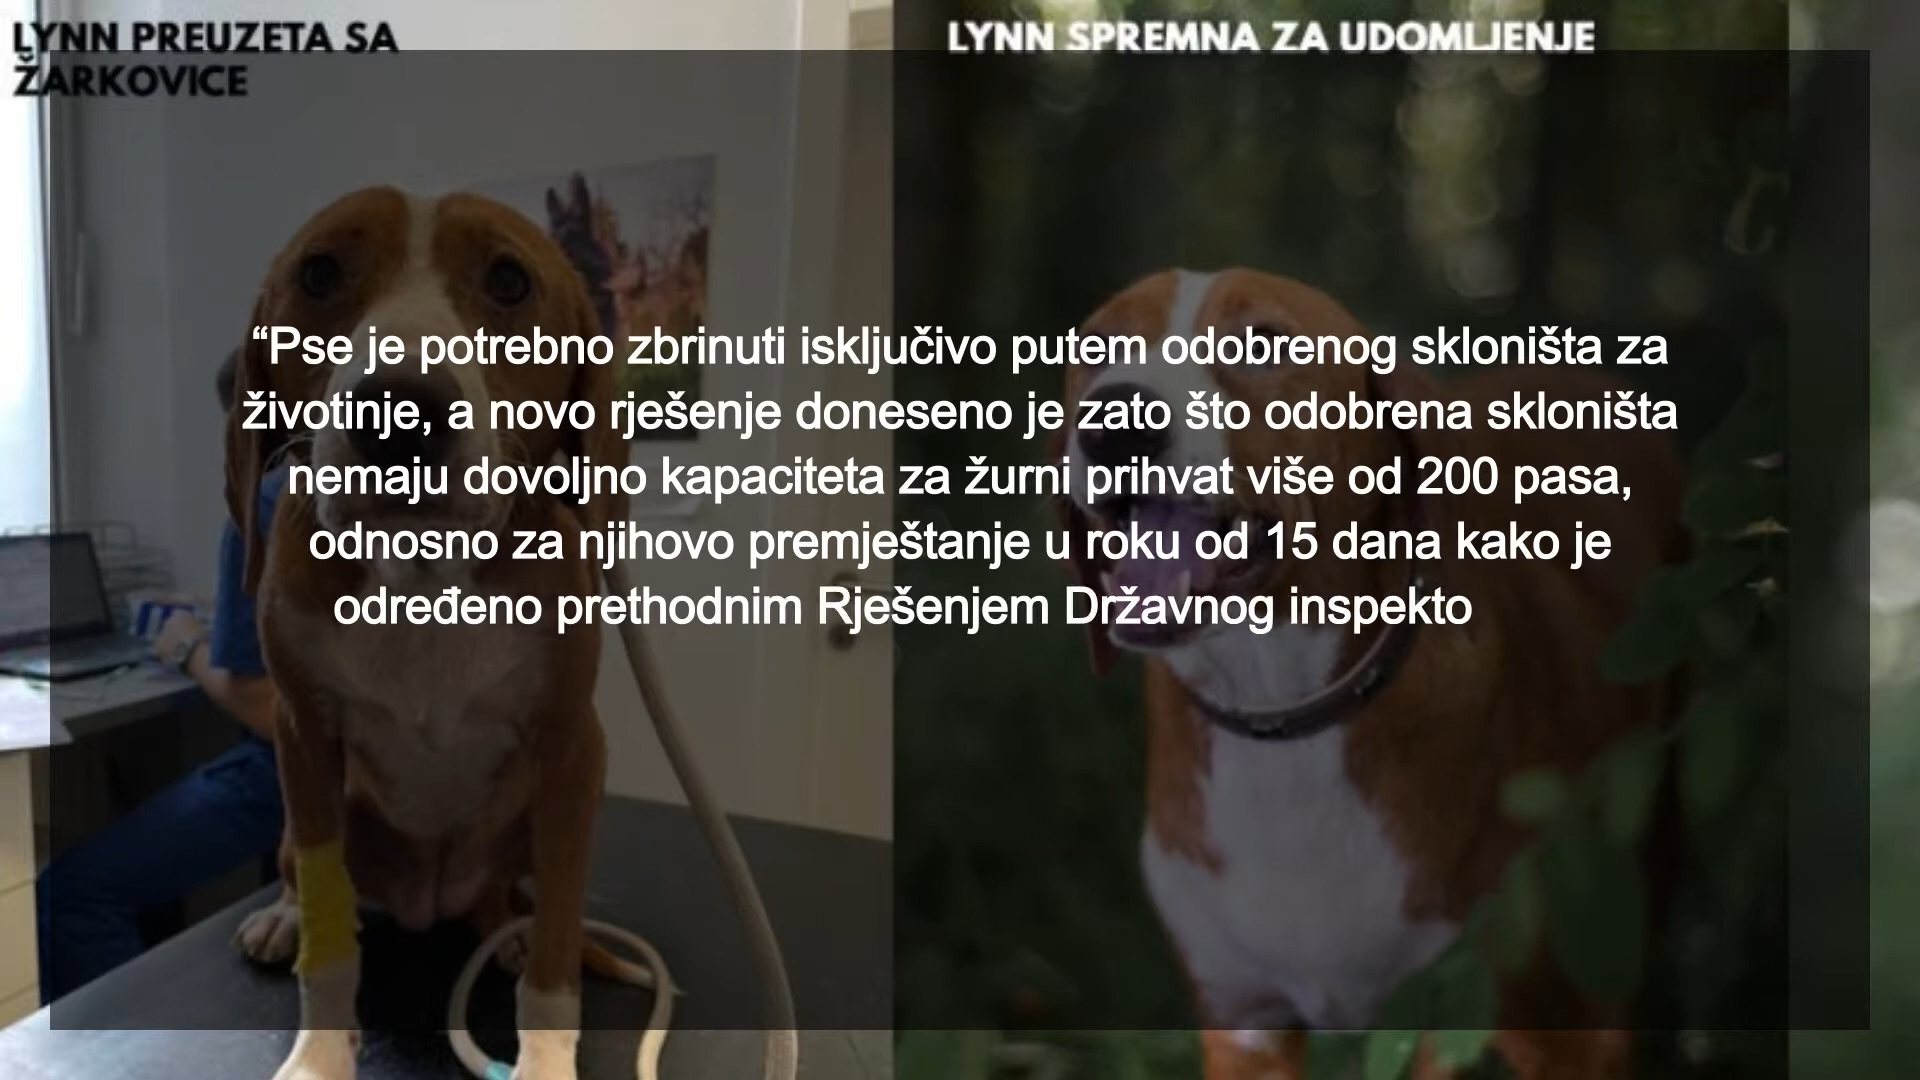 LYNN PREUZETA SA
ŽARKOVICE
LYNN SPREMNA ZA UDOMLJENJE
“Pse je potrebno zbrinuti isključivo putem odobrenog skloništa za
životinje, a novo rješenje doneseno je zato što odobrena skloništa
nemaju dovoljno kapaciteta za žurni prihvat više od 200 pasa,
odnosno za njihovo premještanje u roku od 15 dana kako je
određeno prethodnim Rješenjem Državnog inspekto